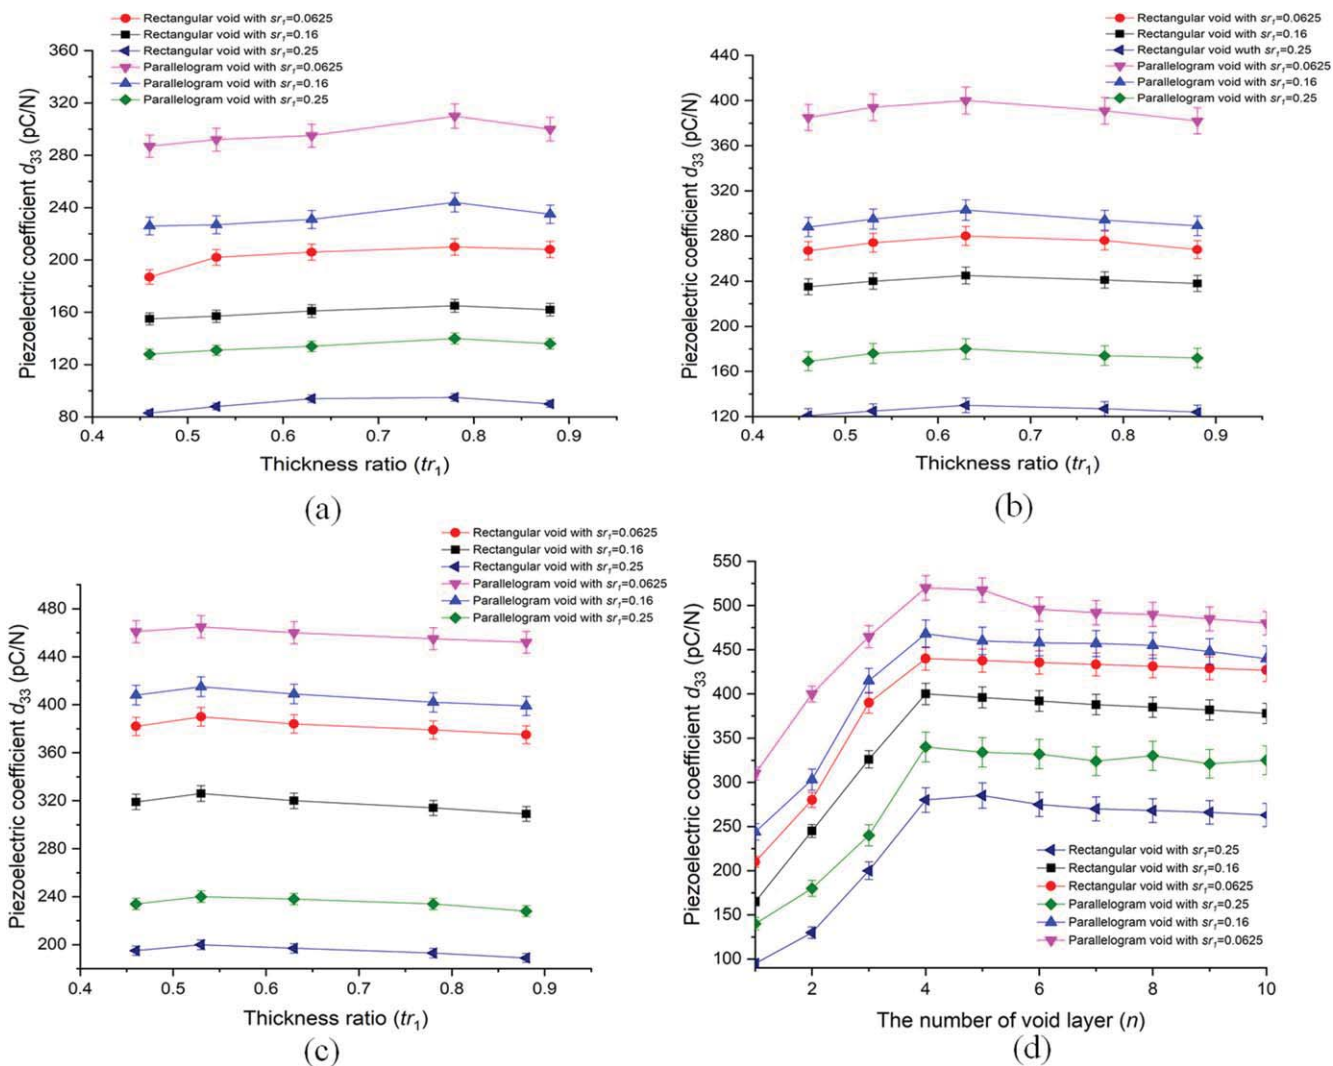 Rectangular void with sr₁=0.0625
Rectangular void with sr₁=0.16
Rectangular void with sr₁=0.25
Parallelogram void with sr₁=0.0625
Parallelogram void with sr₁=0.16
Parallelogram void with sr₁=0.25
360
320
280
240
200
160
120
80
0.4 0.5 0.6 0.7 0.8 0.9
Piezoelectric coefficient d₃₃ (pC/N)
Thickness ratio (tr₁)
(a)
Rectangular void with sr₁=0.0625
Rectangular void with sr₁=0.16
Rectangular void wuth sr₁=0.25
Parallelogram void with sr₁=0.0625
Parallelogram void with sr₁=0.16
Parallelogram void with sr₁=0.25
440
400
360
320
280
240
200
160
120
0.4 0.5 0.6 0.7 0.8 0.9
Piezoelectric coefficient d₃₃ (pC/N)
Thickness ratio (tr₁)
(b)
Rectangular void with sr₁=0.0625
Rectangular void with sr₁=0.16
Rectangular void with sr₁=0.25
Parallelogram void with sr₁=0.0625
Parallelogram void with sr₁=0.16
Parallelogram void with sr₁=0.25
480
440
400
360
320
280
240
200
0.4 0.5 0.6 0.7 0.8 0.9
Piezoelectric coefficient d₃₃ (pC/N)
Thickness ratio (tr₁)
(c)
550
500
450
400
350
300
250
200
150
100
Rectangular void with sr₁=0.25
Rectangular void with sr₁=0.16
Rectangular void with sr₁=0.0625
Parallelogram void with sr₁=0.25
Parallelogram void with sr₁=0.16
Parallelogram void with sr₁=0.0625
2 4 6 8 10
Piezoelectric coefficient d₃₃ (pC/N)
The number of void layer (n)
(d)